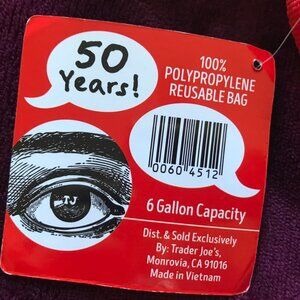 50
Years!
100%
POLYPROPYLENE
REUSABLE BAG
0060 4512
TJ
6 Gallon Capacity
Dist. & Sold Exclusively
By: Trader Joe's,
Monrovia, CA 91016
Made in Vietnam